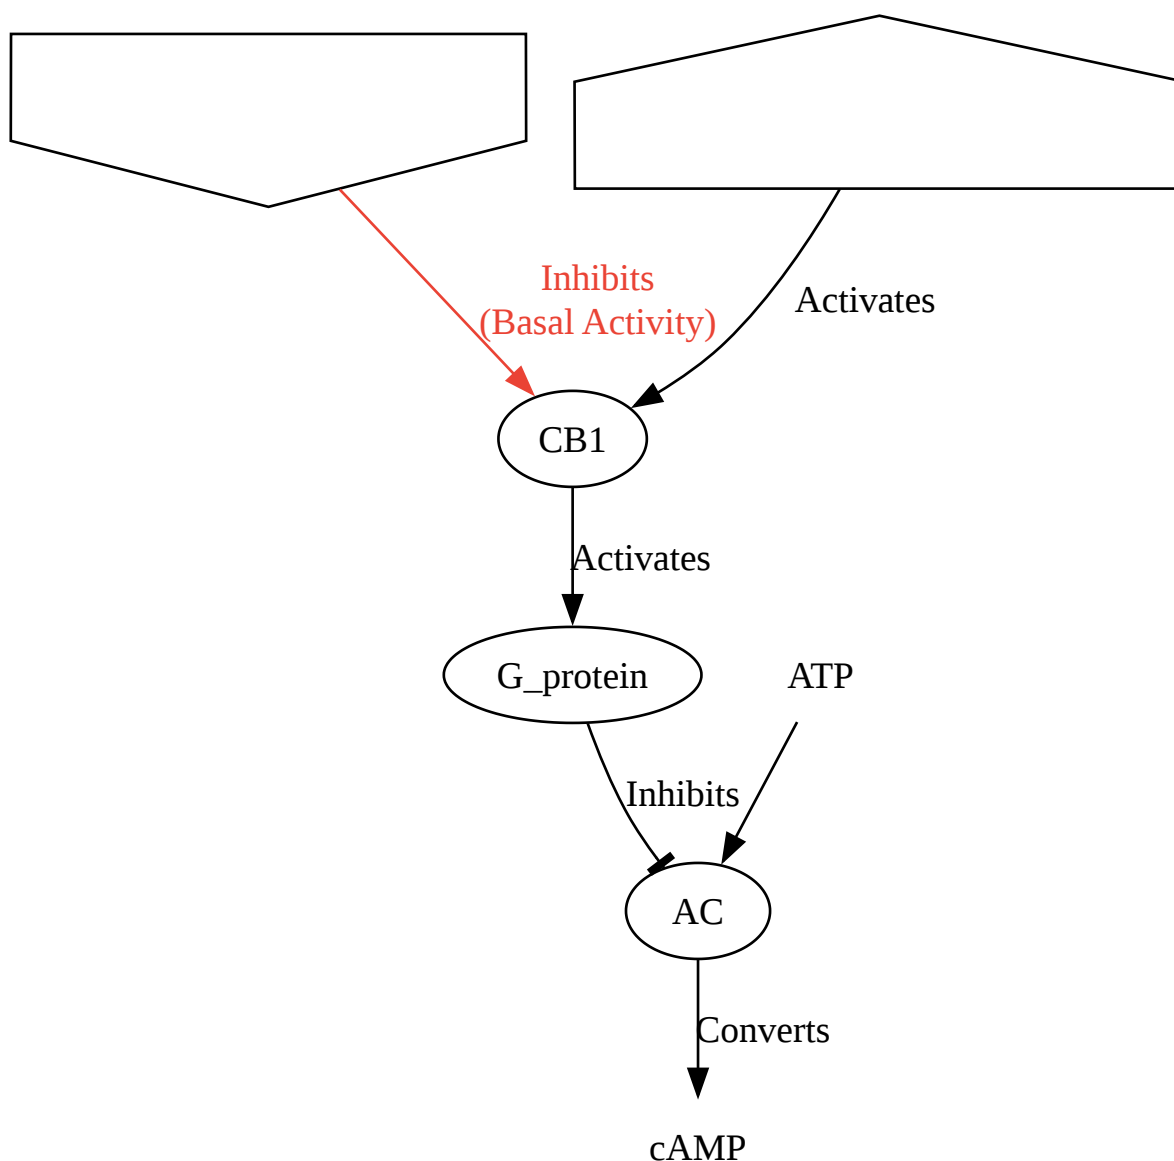 Inhibits
(Basal Activity)
Activates
CB1
Activates
G_protein
ATP
Inhibits
AC
Converts
cAMP